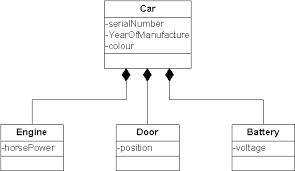 Car
-serialNumber
-YearOfManufacture
-colour
Engine
-horsePower
Door
-position
Battery
-voltage